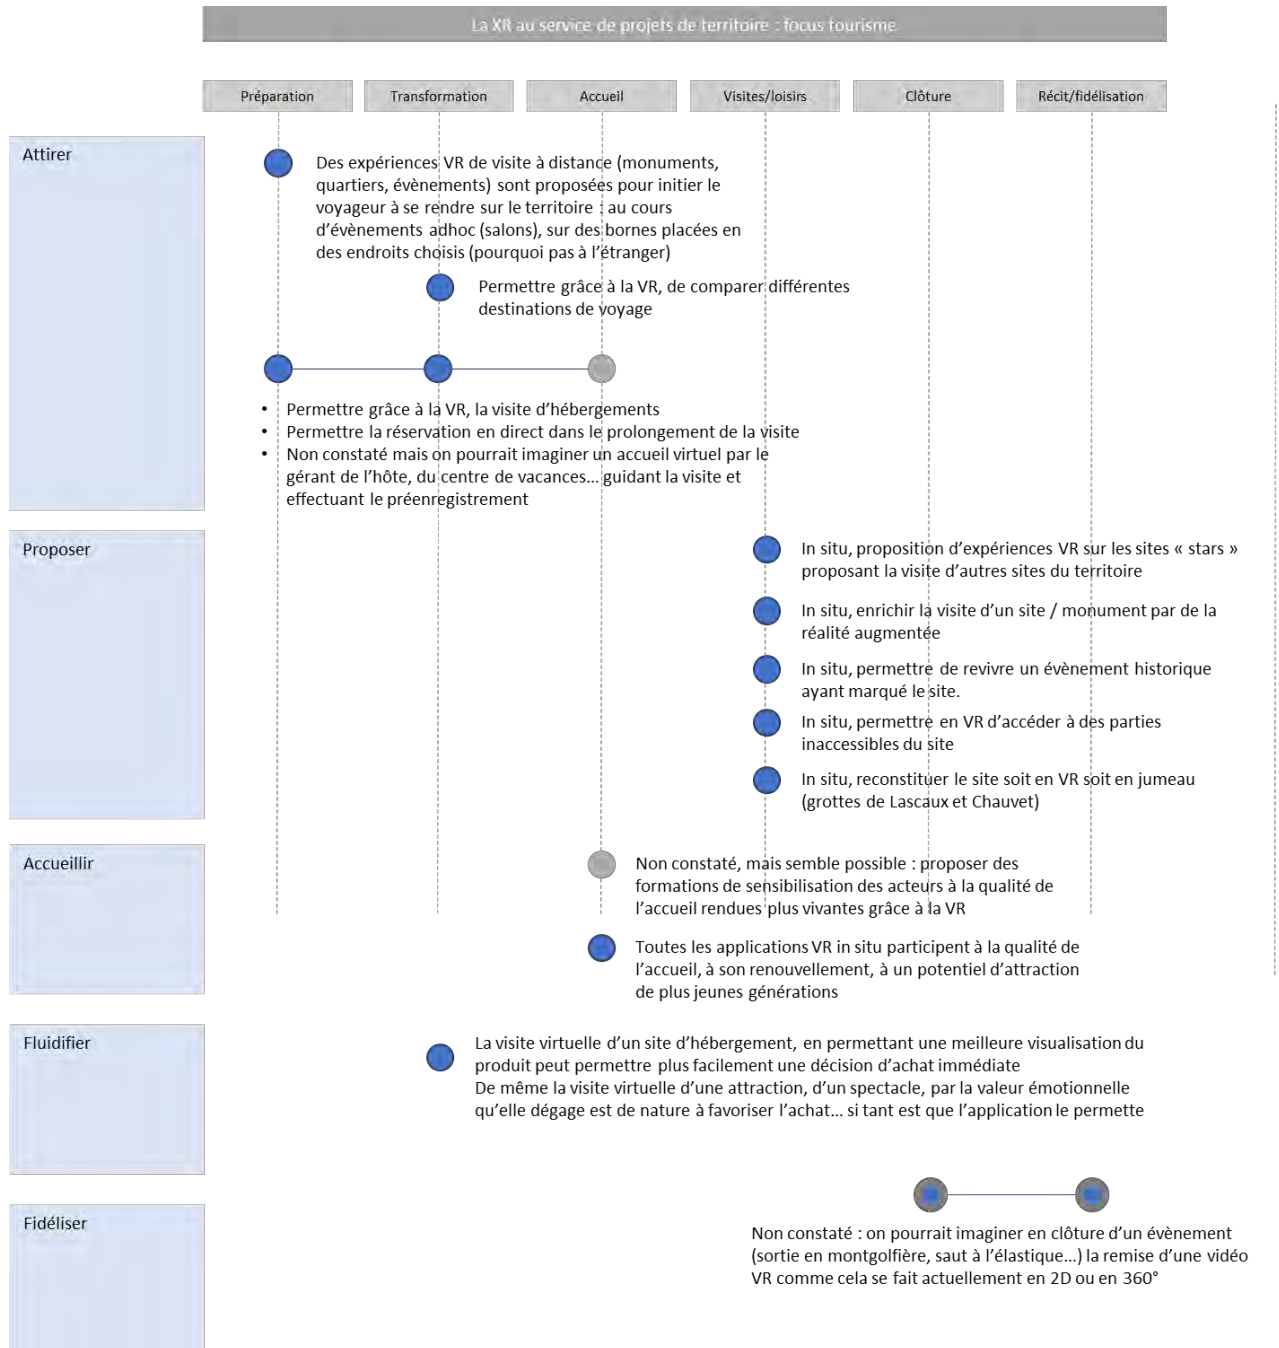 La XR au service de projets de territoire : focus tourisme
Préparation
Transformation
Accueil
Visites/loisirs
Clôture
Récit/fidélisation
Attirer
Des expériences VR de visite à distance (monuments,
quartiers, évènements) sont proposées pour initier le
voyageur à se rendre sur le territoire : au cours
d'évènements adhoc (salons), sur des bornes placées en
des endroits choisis (pourquoi pas à l'étranger)
Permettre grâce à la VR, de comparer différentes
destinations de voyage
• Permettre grâce à la VR, la visite d'hébergements
• Permettre la réservation en direct dans le prolongement de la visite
• Non constaté mais on pourrait imaginer un accueil virtuel par le
gérant de l'hôte, du centre de vacances... guidant la visite et
effectuant le préenregistrement
Proposer
In situ, proposition d'expériences VR sur les sites « stars »
proposant la visite d'autres sites du territoire
In situ, enrichir la visite d'un site / monument par de la
réalité augmentée
In situ, permettre de revivre un évènement historique
ayant marqué le site.
In situ, permettre en VR d'accéder à des parties
inaccessibles du site
In situ, reconstituer le site soit en VR soit en jumeau
(grottes de Lascaux et Chauvet)
Accueillir
Non constaté, mais semble possible : proposer des
formations de sensibilisation des acteurs à la qualité de
l'accueil rendues plus vivantes grâce à la VR
Toutes les applications VR in situ participent à la qualité de
l'accueil, à son renouvellement, à un potentiel d'attraction
de plus jeunes générations
Fluidifier
La visite virtuelle d'un site d'hébergement, en permettant une meilleure visualisation du
produit peut permettre plus facilement une décision d'achat immédiate
De même la visite virtuelle d'une attraction, d'un spectacle, par la valeur émotionnelle
qu'elle dégage est de nature à favoriser l'achat... si tant est que l'application le permette
Fidéliser
Non constaté : on pourrait imaginer en clôture d'un évènement
(sortie en montgolfière, saut à l'élastique...) la remise d'une vidéo
VR comme cela se fait actuellement en 2D ou en 360°